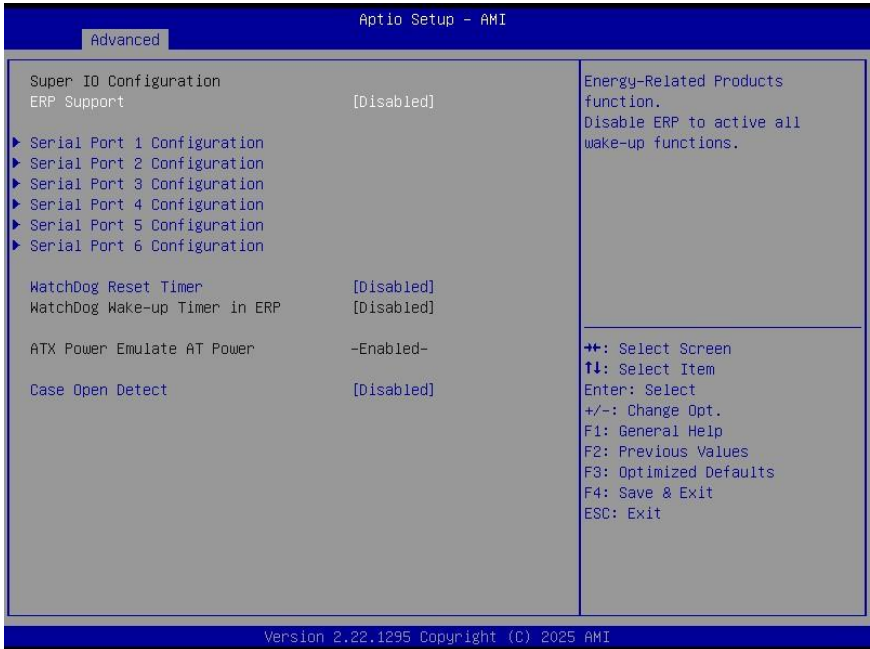 Aptio Setup - AMI
Advanced
Super IO Configuration
ERP Support [Disabled]
Serial Port 1 Configuration
Serial Port 2 Configuration
Serial Port 3 Configuration
Serial Port 4 Configuration
Serial Port 5 Configuration
Serial Port 6 Configuration
WatchDog Reset Timer [Disabled]
WatchDog Wake-up Timer in ERP [Disabled]
ATX Power Emulate AT Power -Enabled-
Case Open Detect [Disabled]
Energy-Related Products
function.
Disable ERP to active all
wake-up functions.
→←: Select Screen
↑↓: Select Item
Enter: Select
+/-: Change Opt.
F1: General Help
F2: Previous Values
F3: Optimized Defaults
F4: Save & Exit
ESC: Exit
Version 2.22.1295 Copyright (C) 2025 AMI